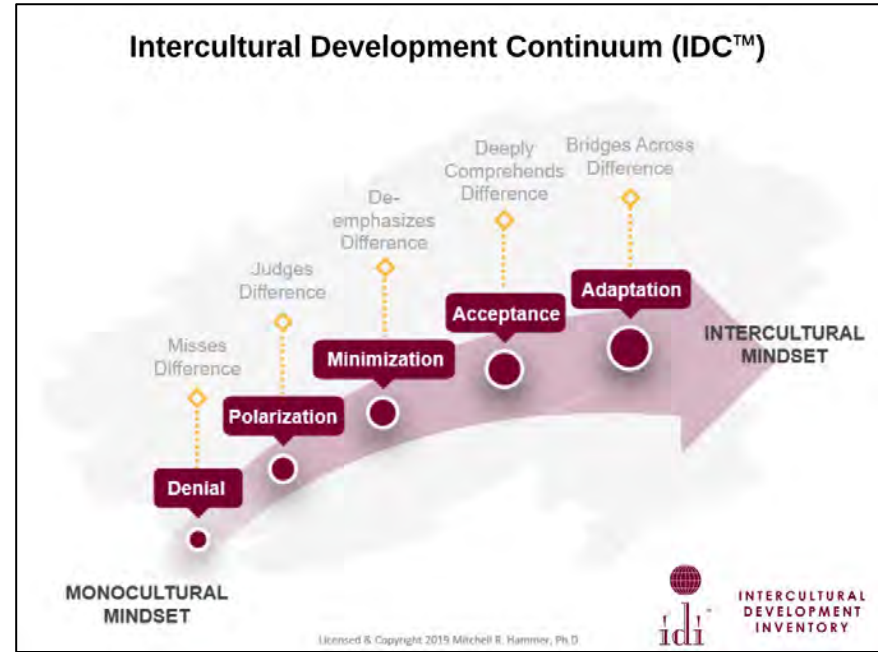 Intercultural Development Continuum (IDC™)
Misses
Difference
Judges
Difference
De-
emphasizes
Difference
Deeply
Comprehends
Difference
Bridges Across
Difference
Denial
Polarization
Minimization
Acceptance
Adaptation
MONOCULTURAL
MINDSET
INTERCULTURAL
MINDSET
Licensed & Copyright 2019 Mitchell R. Hammer, Ph.D
idi
INTERCULTURAL
DEVELOPMENT
INVENTORY